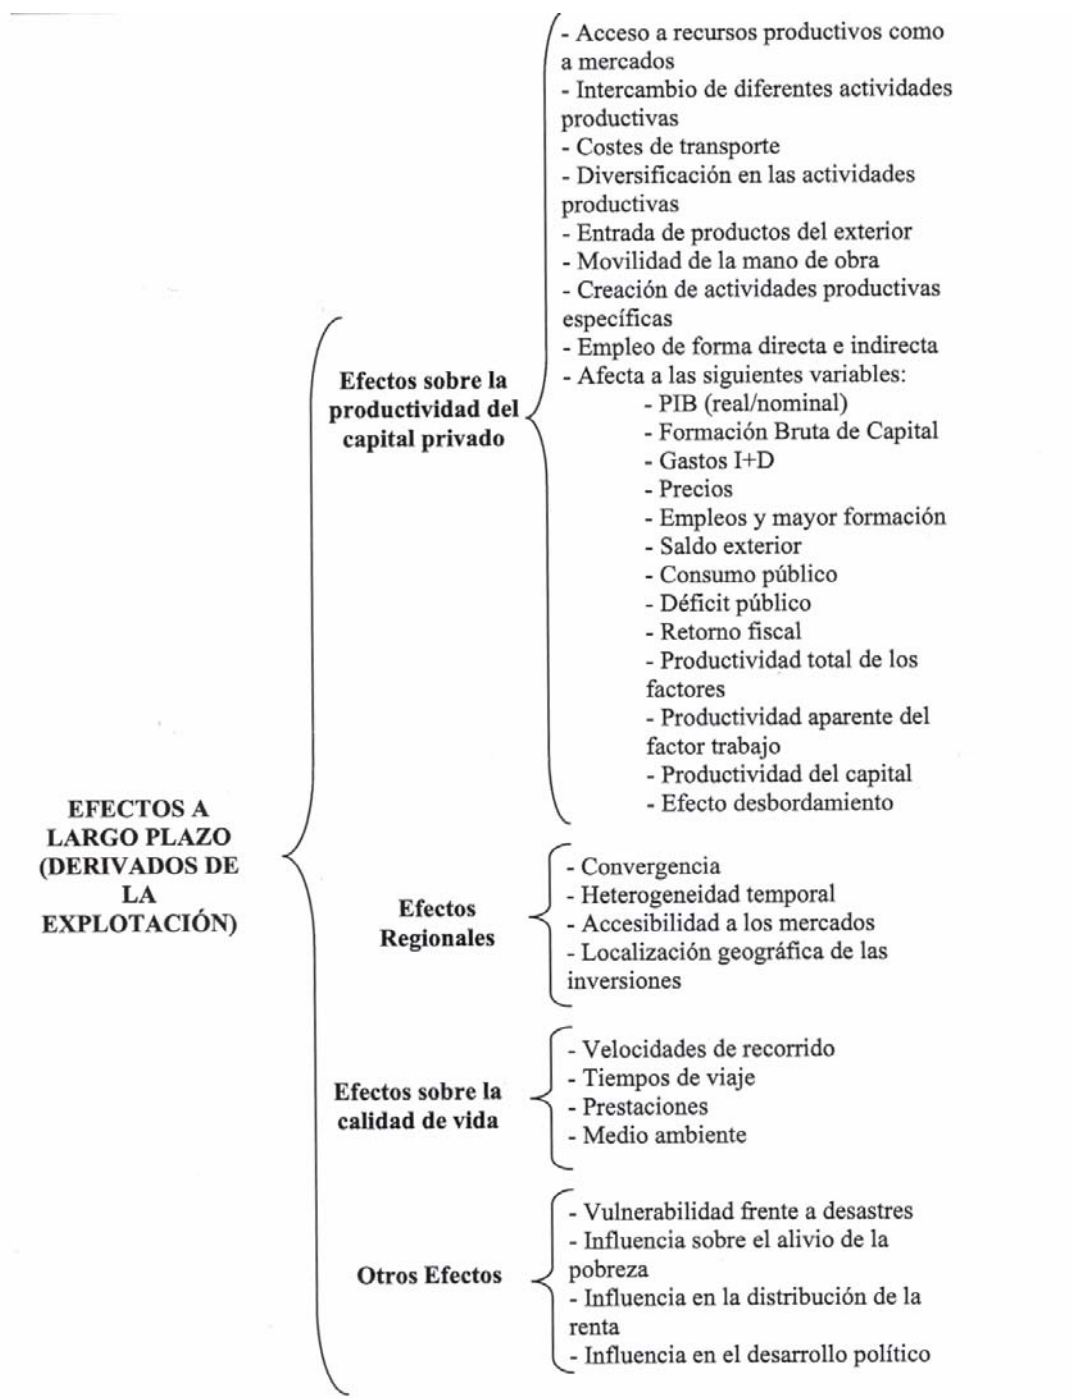 - Acceso a recursos productivos como
a mercados
- Intercambio de diferentes actividades
productivas
- Costes de transporte
- Diversificación en las actividades
productivas
- Entrada de productos del exterior
- Movilidad de la mano de obra
- Creación de actividades productivas
específicas
- Empleo de forma directa e indirecta
- Afecta a las siguientes variables:
- PIB (real/nominal)
- Formación Bruta de Capital
- Gastos I+D
- Precios
- Empleos y mayor formación
- Saldo exterior
- Consumo público
- Déficit público
- Retorno fiscal
- Productividad total de los
factores
- Productividad aparente del
factor trabajo
- Productividad del capital
- Efecto desbordamiento
Efectos sobre la
productividad del
capital privado
EFECTOS A
LARGO PLAZO
(DERIVADOS DE
LA
EXPLOTACIÓN)
Efectos
Regionales
- Convergencia
- Heterogeneidad temporal
- Accesibilidad a los mercados
- Localización geográfica de las
inversiones
Efectos sobre la
calidad de vida
- Velocidades de recorrido
- Tiempos de viaje
- Prestaciones
- Medio ambiente
Otros Efectos
- Vulnerabilidad frente a desastres
- Influencia sobre el alivio de la
pobreza
- Influencia en la distribución de la
renta
- Influencia en el desarrollo político